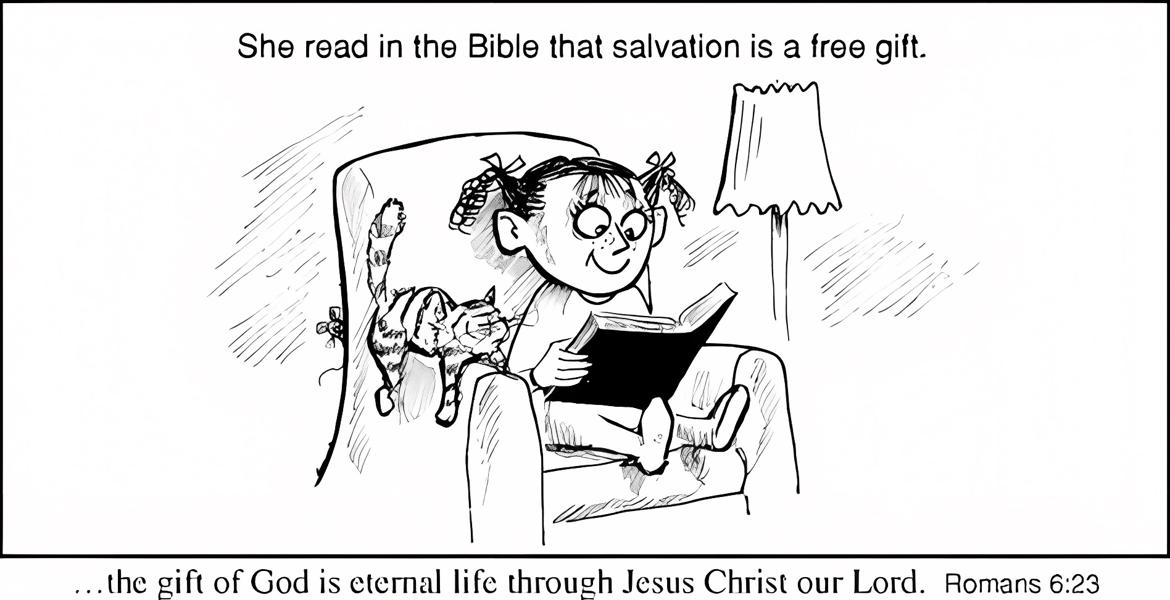 She read in the Bible that salvation is a free gift.
...the gift of God is eternal life through Jesus Christ our Lord. Romans 6:23